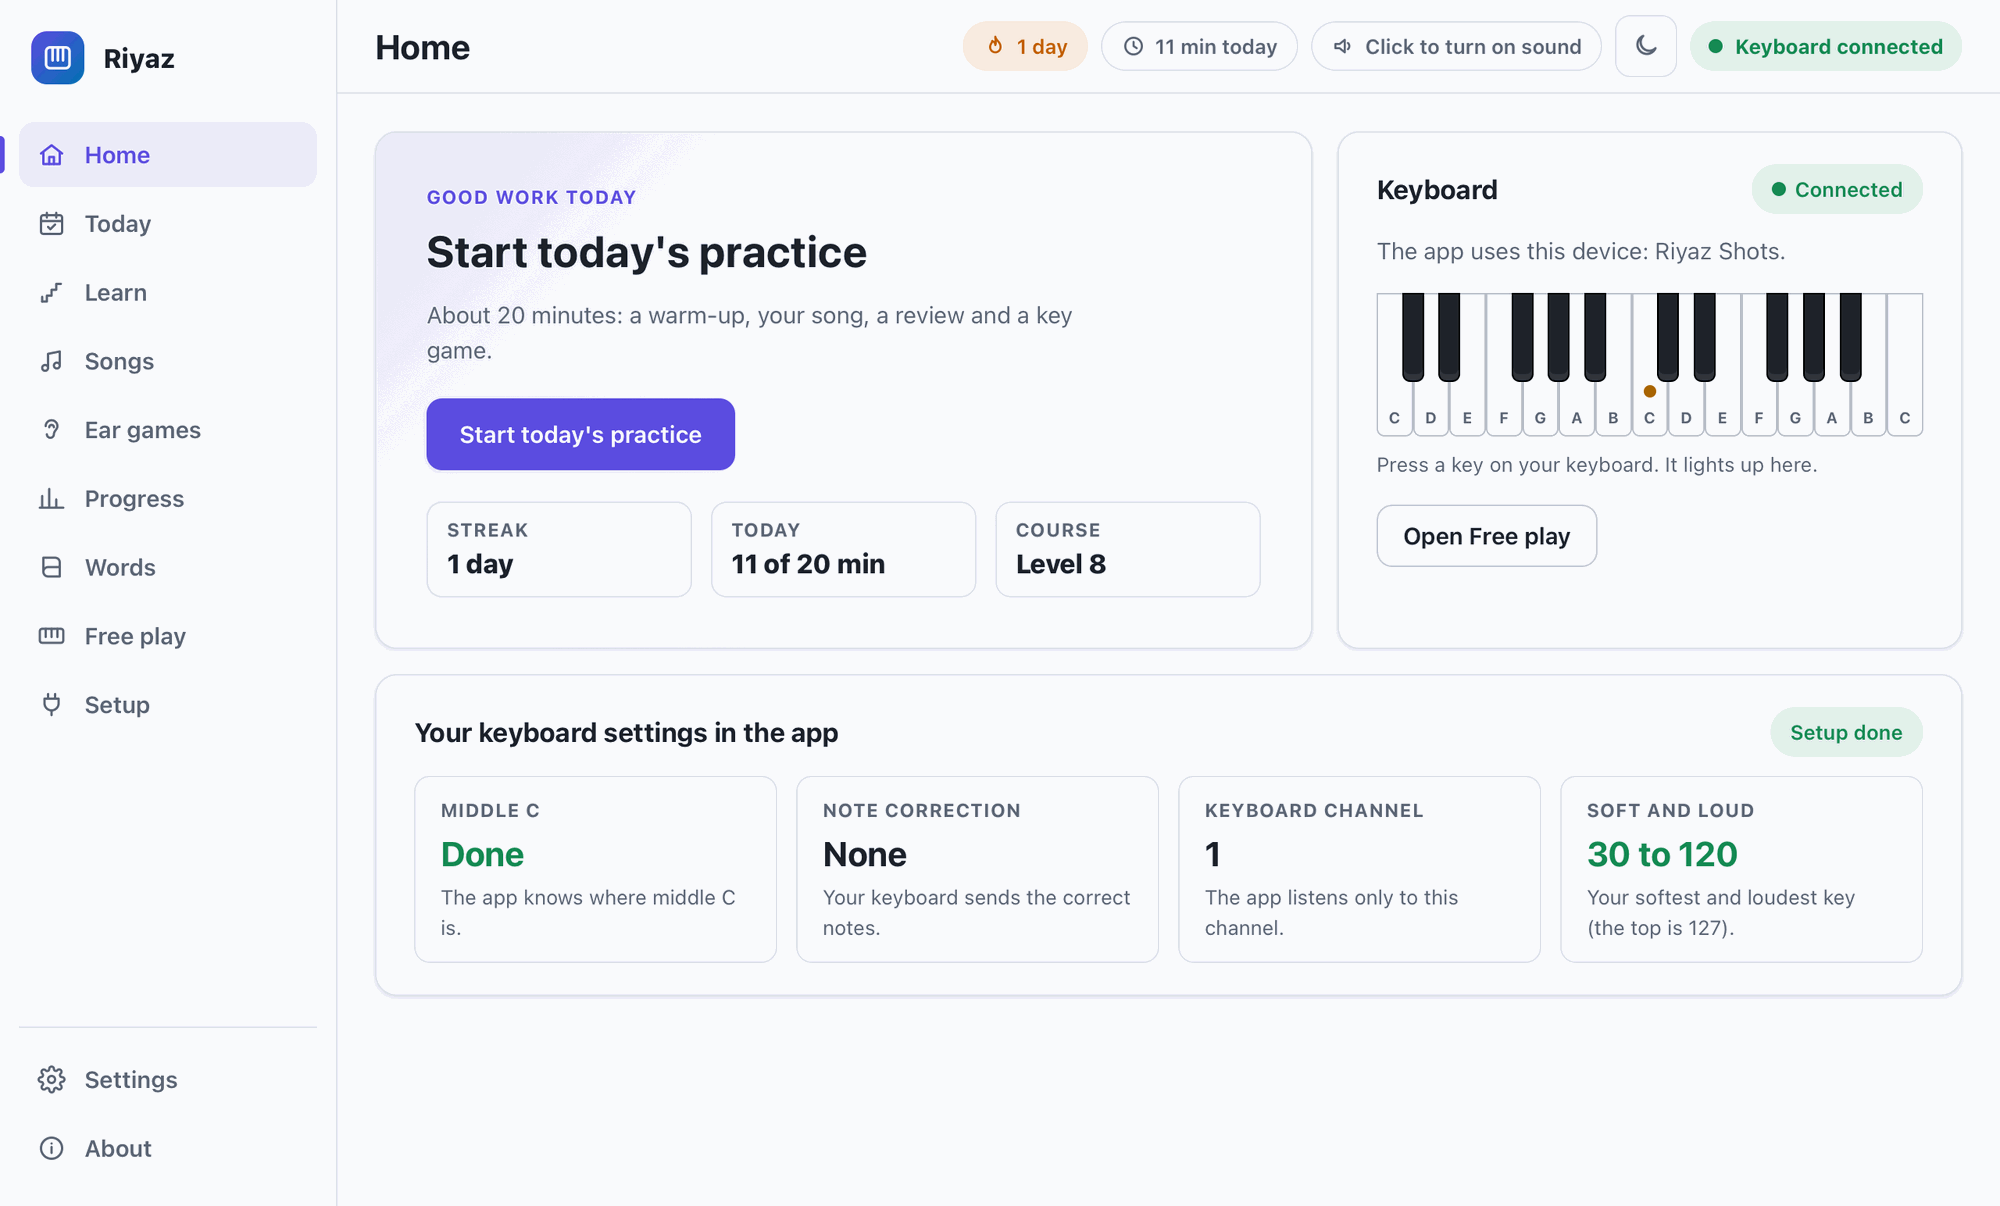 Riyaz
Home
Today
Learn
Songs
Ear games
Progress
Words
Free play
Setup
Settings
About
Home
1 day
11 min today
Click to turn on sound
Keyboard connected
GOOD WORK TODAY
Start today's practice
About 20 minutes: a warm-up, your song, a review and a key
game.
Start today's practice
STREAK
1 day
TODAY
11 of 20 min
COURSE
Level 8
Keyboard
Connected
The app uses this device: Riyaz Shots.
C D E F G A B C D E F G A B C
Press a key on your keyboard. It lights up here.
Open Free play
Your keyboard settings in the app
Setup done
MIDDLE C
Done
The app knows where middle C
is.
NOTE CORRECTION
None
Your keyboard sends the correct
notes.
KEYBOARD CHANNEL
1
The app listens only to this
channel.
SOFT AND LOUD
30 to 120
Your softest and loudest key
(the top is 127).